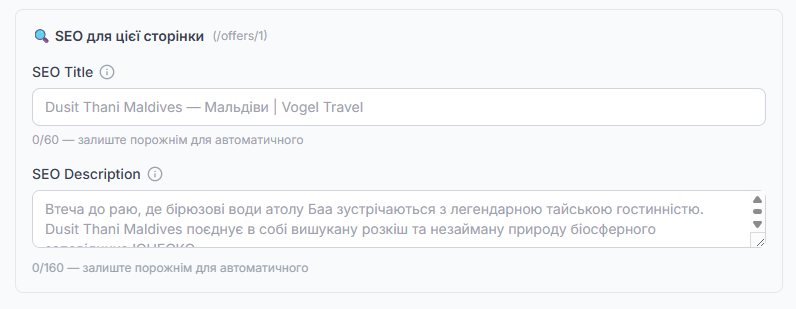 SEO для цієї сторінки (/offers/1)
SEO Title
Dusit Thani Maldives — Мальдіви | Vogel Travel
0/60 — залиште порожнім для автоматичного
SEO Description
Втеча до раю, де бірюзові води атолу Баа зустрічаються з легендарною тайською гостинністю.
Dusit Thani Maldives поєднує в собі вишукану розкіш та незайману природу біосферного
заповідника ЮНЕСКО
0/160 — залиште порожнім для автоматичного